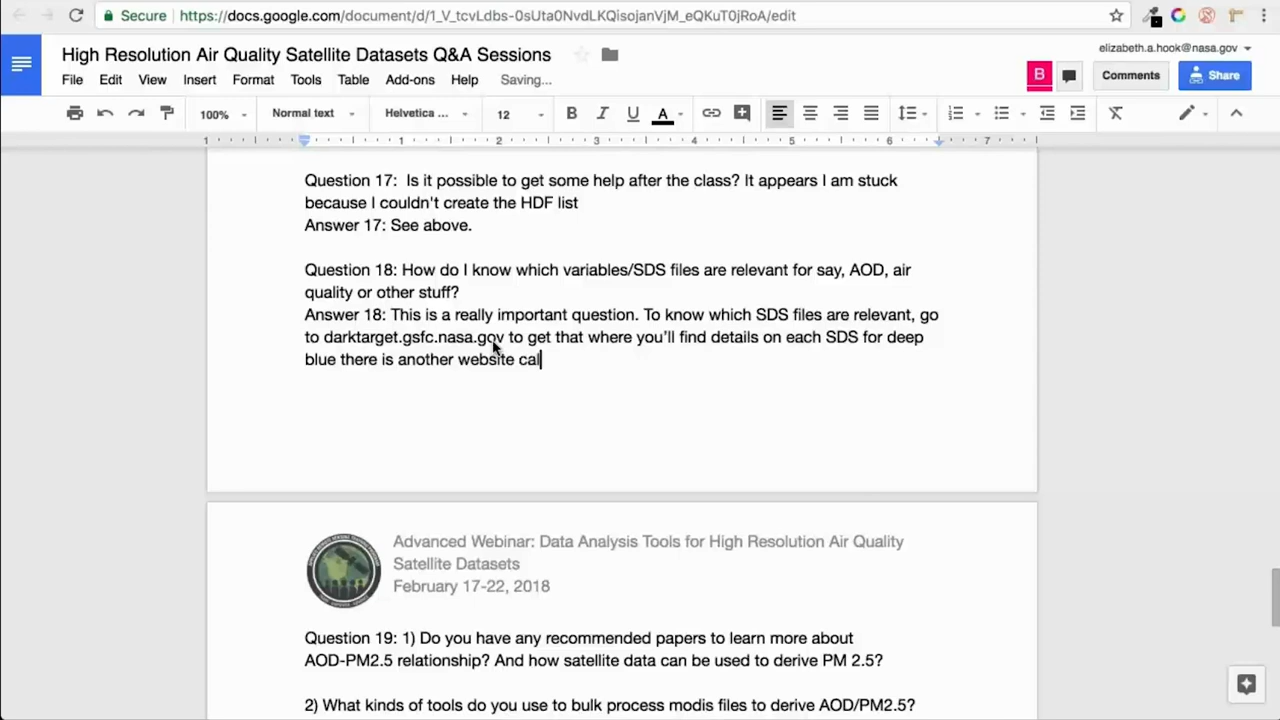 Secure https://docs.google.com/document/d/1_V_tcvLdbs-0sUta0NvdLKQisojanVjM_eQKuT0jRoA/edit
High Resolution Air Quality Satellite Datasets Q&A Sessions
elizabeth.a.hook@nasa.gov
File Edit View Insert Format Tools Table Add-ons Help Saving...
B Comments Share
100% Normal text Helvetica ... 12 B I U A
1 1 2 3 4 5 6 7
Question 17: Is it possible to get some help after the class? It appears I am stuck
because I couldn't create the HDF list
Answer 17: See above.
Question 18: How do I know which variables/SDS files are relevant for say, AOD, air
quality or other stuff?
Answer 18: This is a really important question. To know which SDS files are relevant, go
to darktarget.gsfc.nasa.gov to get that where you'll find details on each SDS for deep
blue there is another website cal
Advanced Webinar: Data Analysis Tools for High Resolution Air Quality
Satellite Datasets
February 17-22, 2018
Question 19: 1) Do you have any recommended papers to learn more about
AOD-PM2.5 relationship? And how satellite data can be used to derive PM 2.5?
2) What kinds of tools do you use to bulk process modis files to derive AOD/PM2.5?